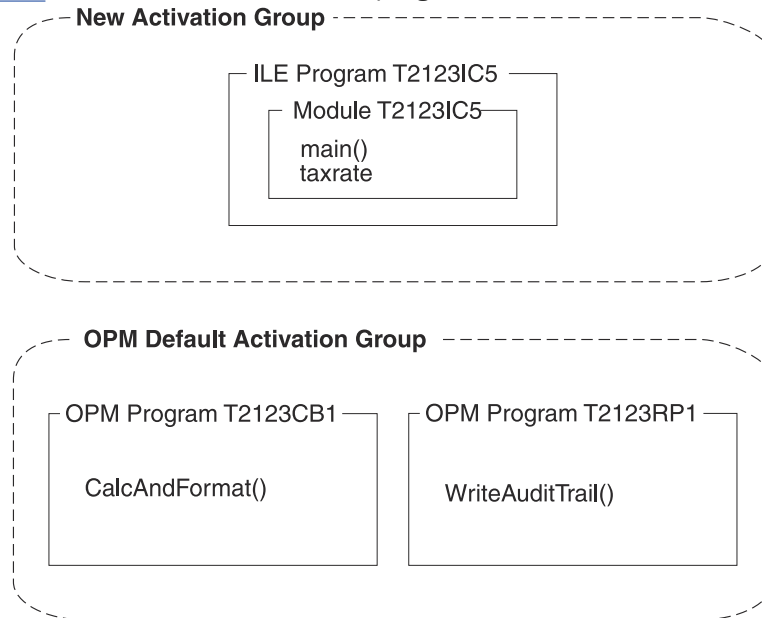 New Activation Group
ILE Program T2123IC5
Module T2123IC5
main()
taxrate
OPM Default Activation Group
OPM Program T2123CB1
OPM Program T2123RP1
CalcAndFormat()
WriteAuditTrail()